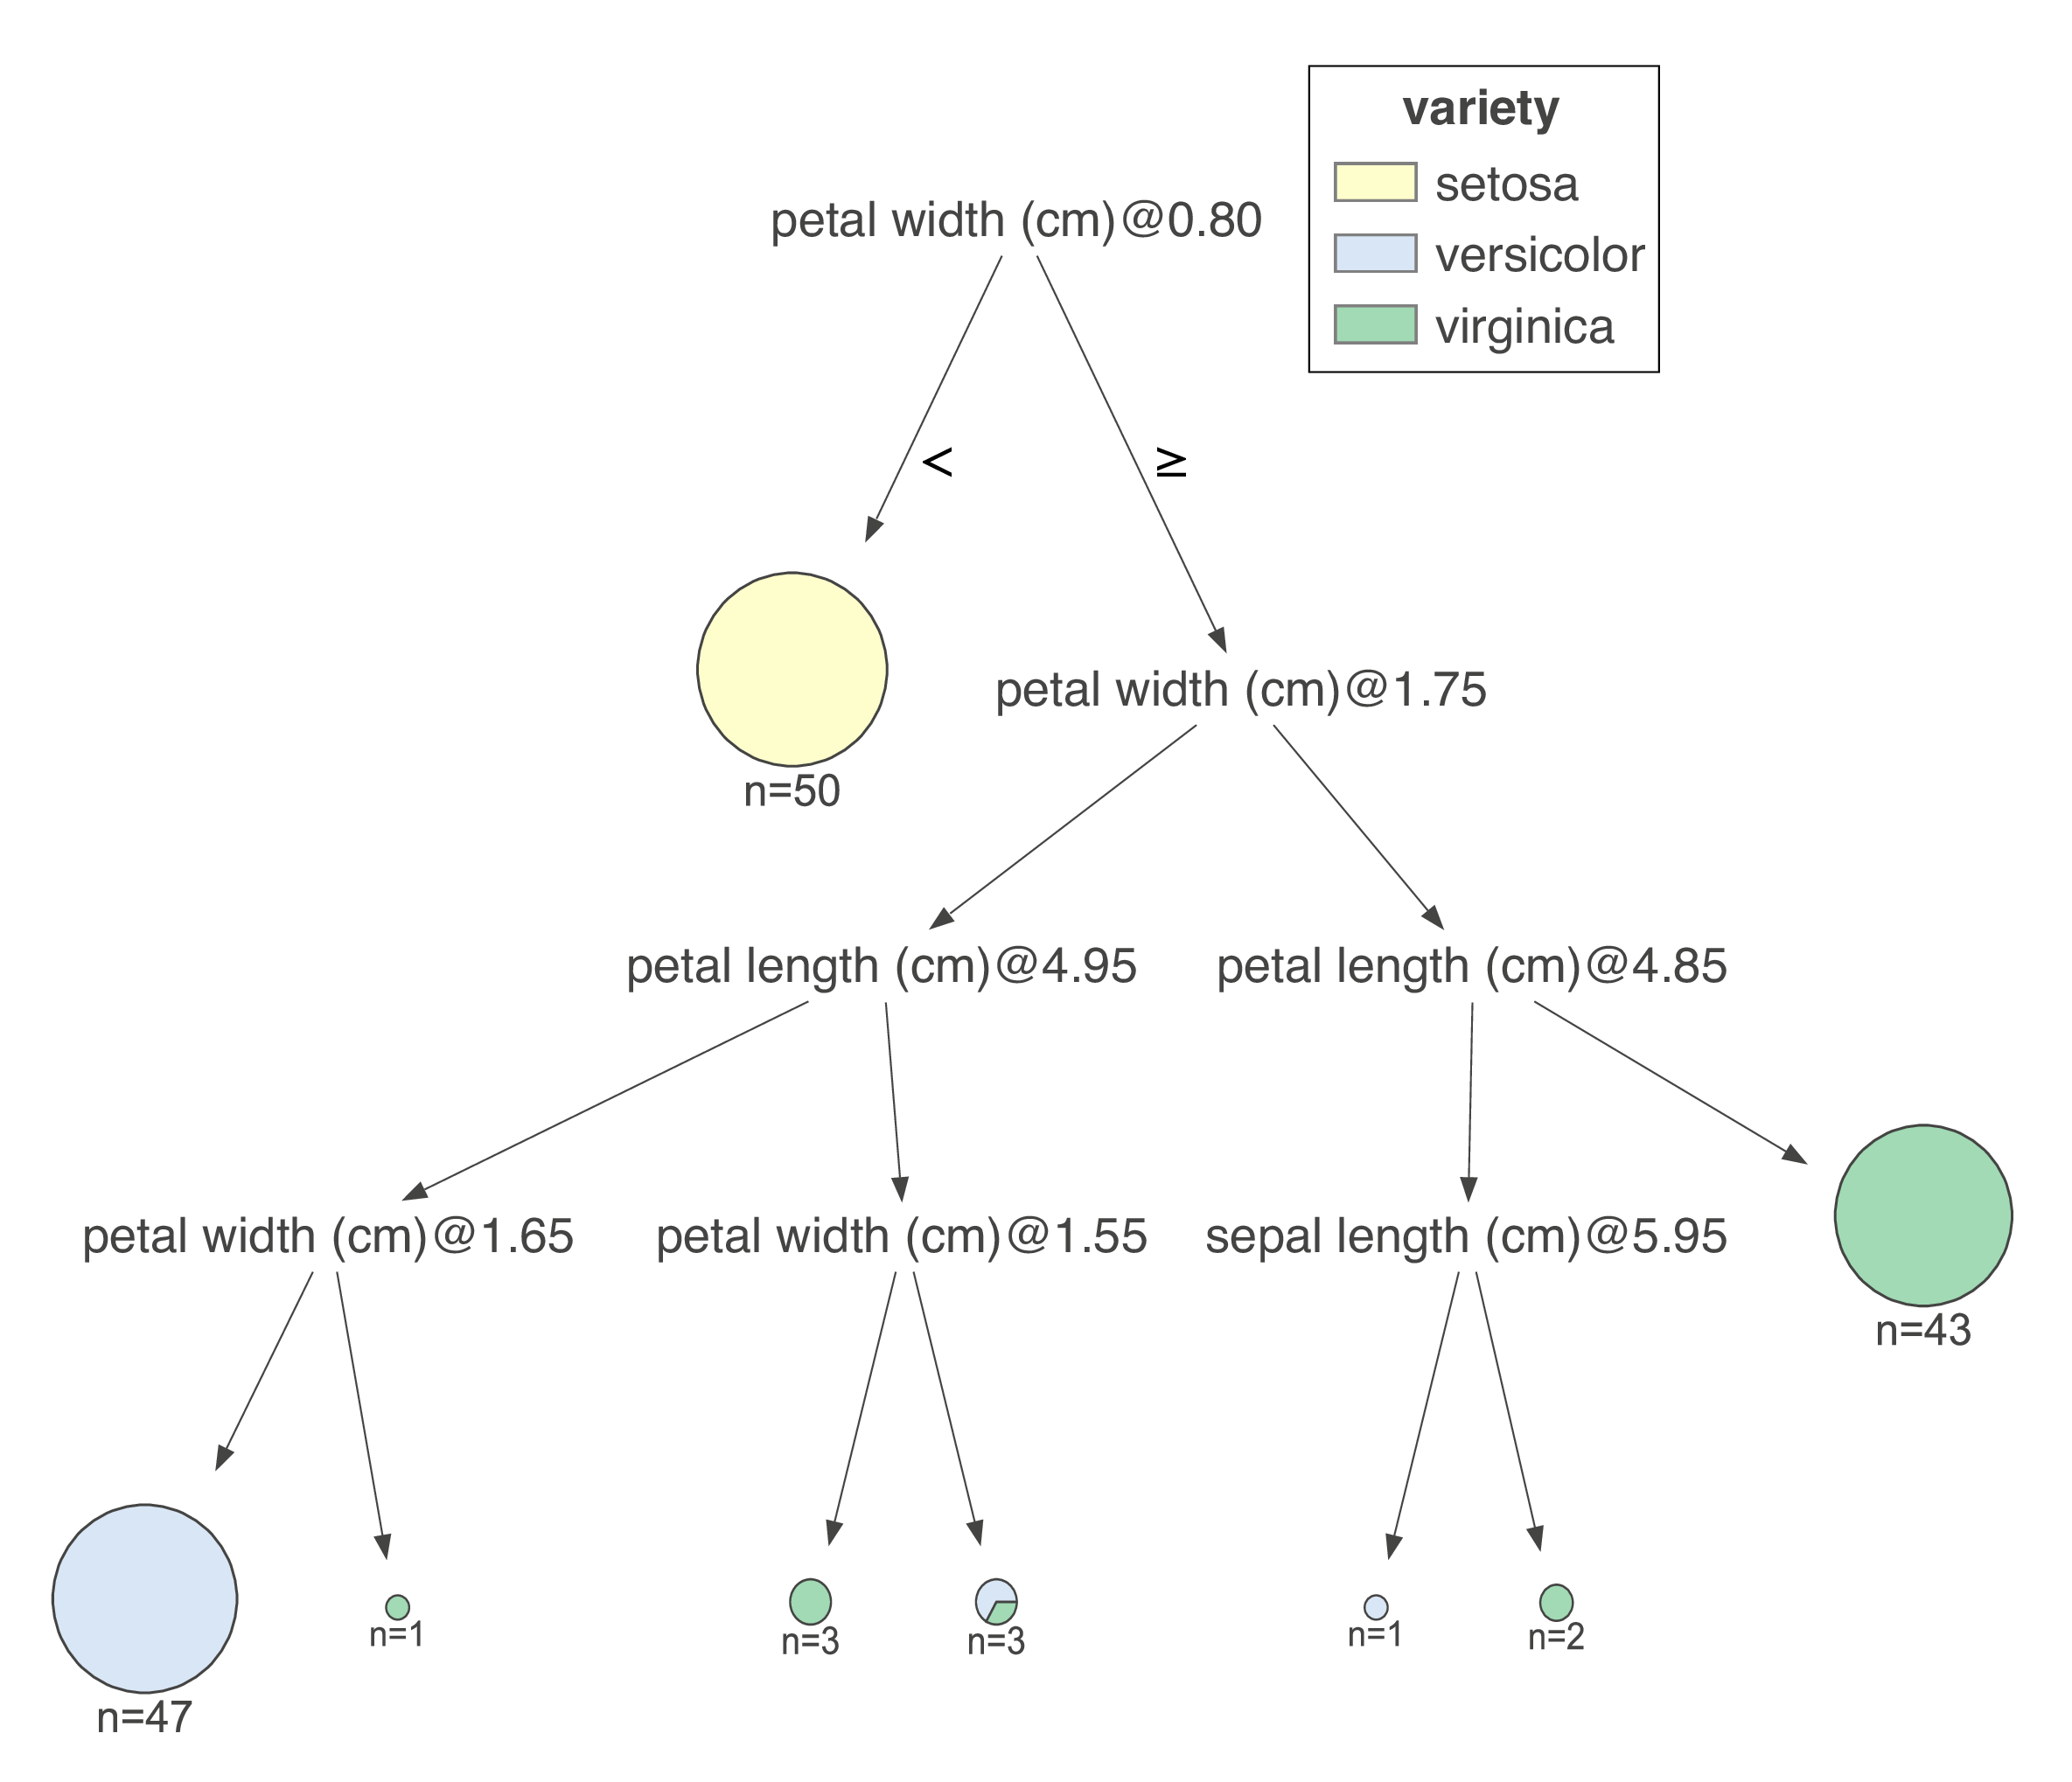 variety
setosa
versicolor
virginica
petal width (cm)@0.80
<
≥
n=50
petal width (cm)@1.75
petal length (cm)@4.95
petal length (cm)@4.85
petal width (cm)@1.65
petal width (cm)@1.55
sepal length (cm)@5.95
n=43
n=47
n=1
n=3
n=3
n=1
n=2